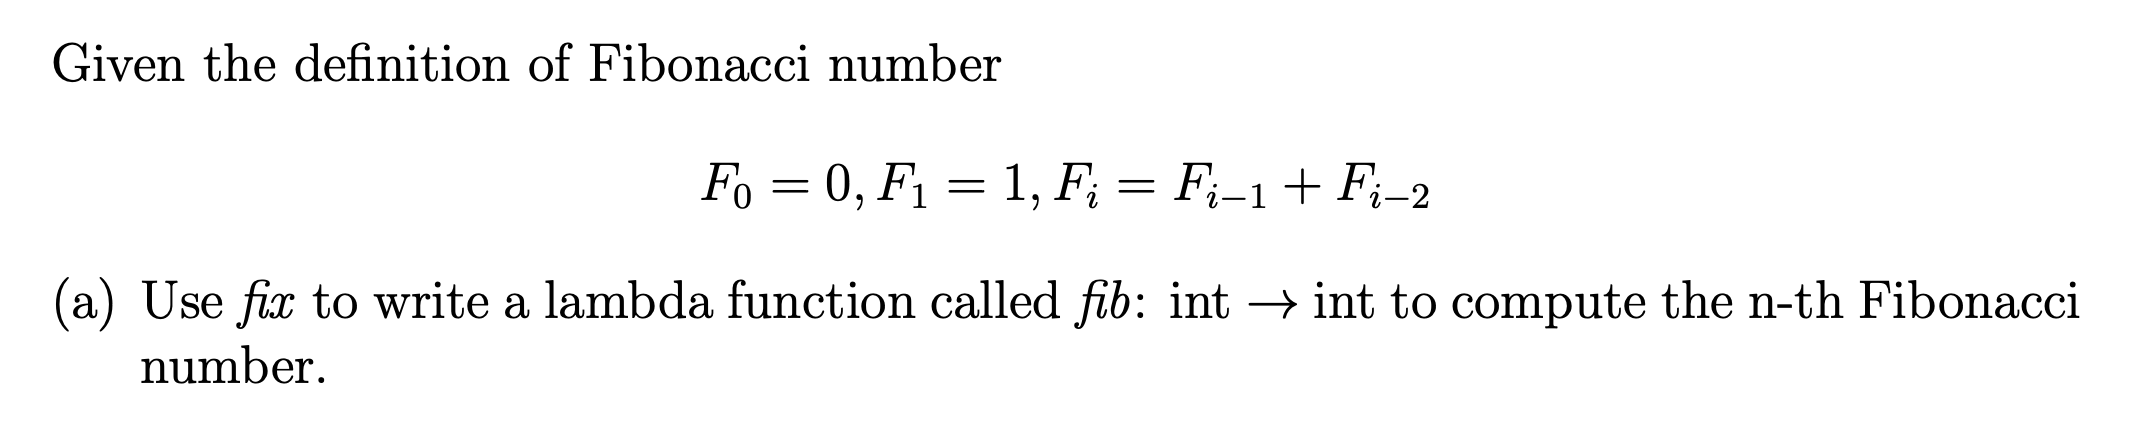 Given the definition of Fibonacci number
F₀ = 0, F₁ = 1, Fᵢ = Fᵢ₋₁ + Fᵢ₋₂
(a) Use fix to write a lambda function called fib: int → int to compute the n-th Fibonacci
number.